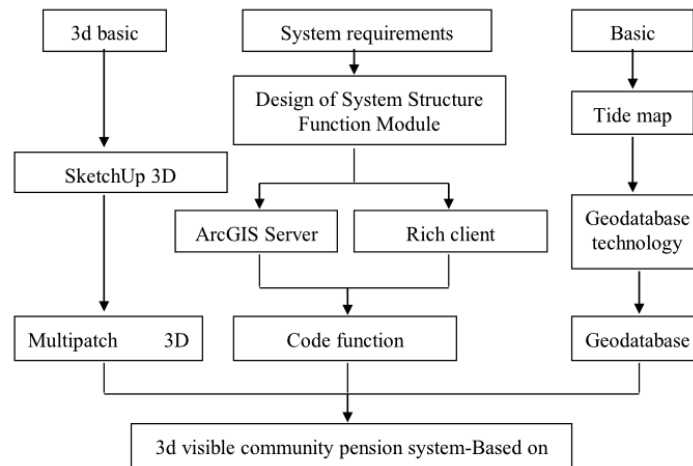 3d basic
System requirements
Basic
Design of System Structure
Function Module
Tide map
SketchUp 3D
ArcGIS Server
Rich client
Geodatabase
technology
Multipatch 3D
Code function
Geodatabase
3d visible community pension system-Based on